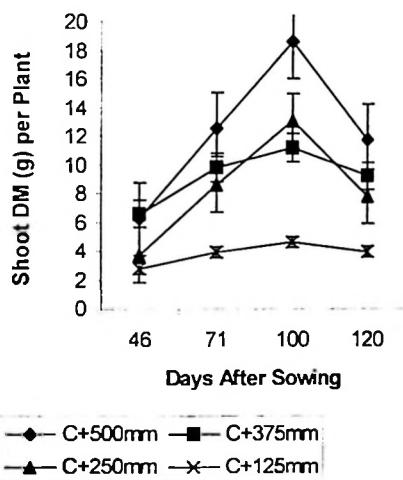 20
18
16
14
12
10
8
6
4
2
0
Shoot DM (g) per Plant
46 71 100 120
Days After Sowing
C+500mm C+375mm
C+250mm C+125mm